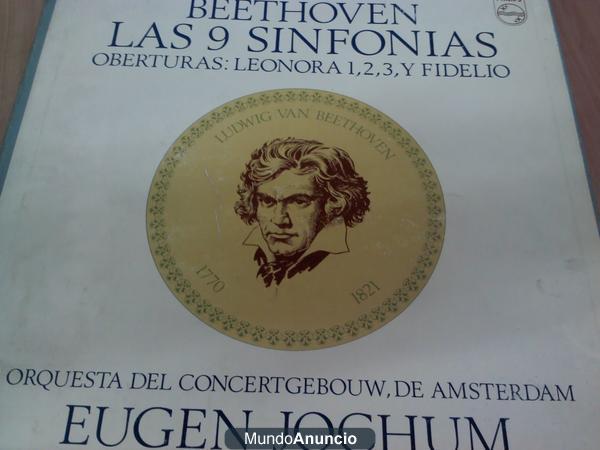 BEETHOVEN
LAS 9 SINFONIAS
OBERTURAS: LEONORA 1,2,3, Y FIDELIO
LUDWIG VAN BEETHOVEN
1770 1821
ORQUESTA DEL CONCERTGEBOUW, DE AMSTERDAM
EUGEN JOCHUM
MundoAnuncio